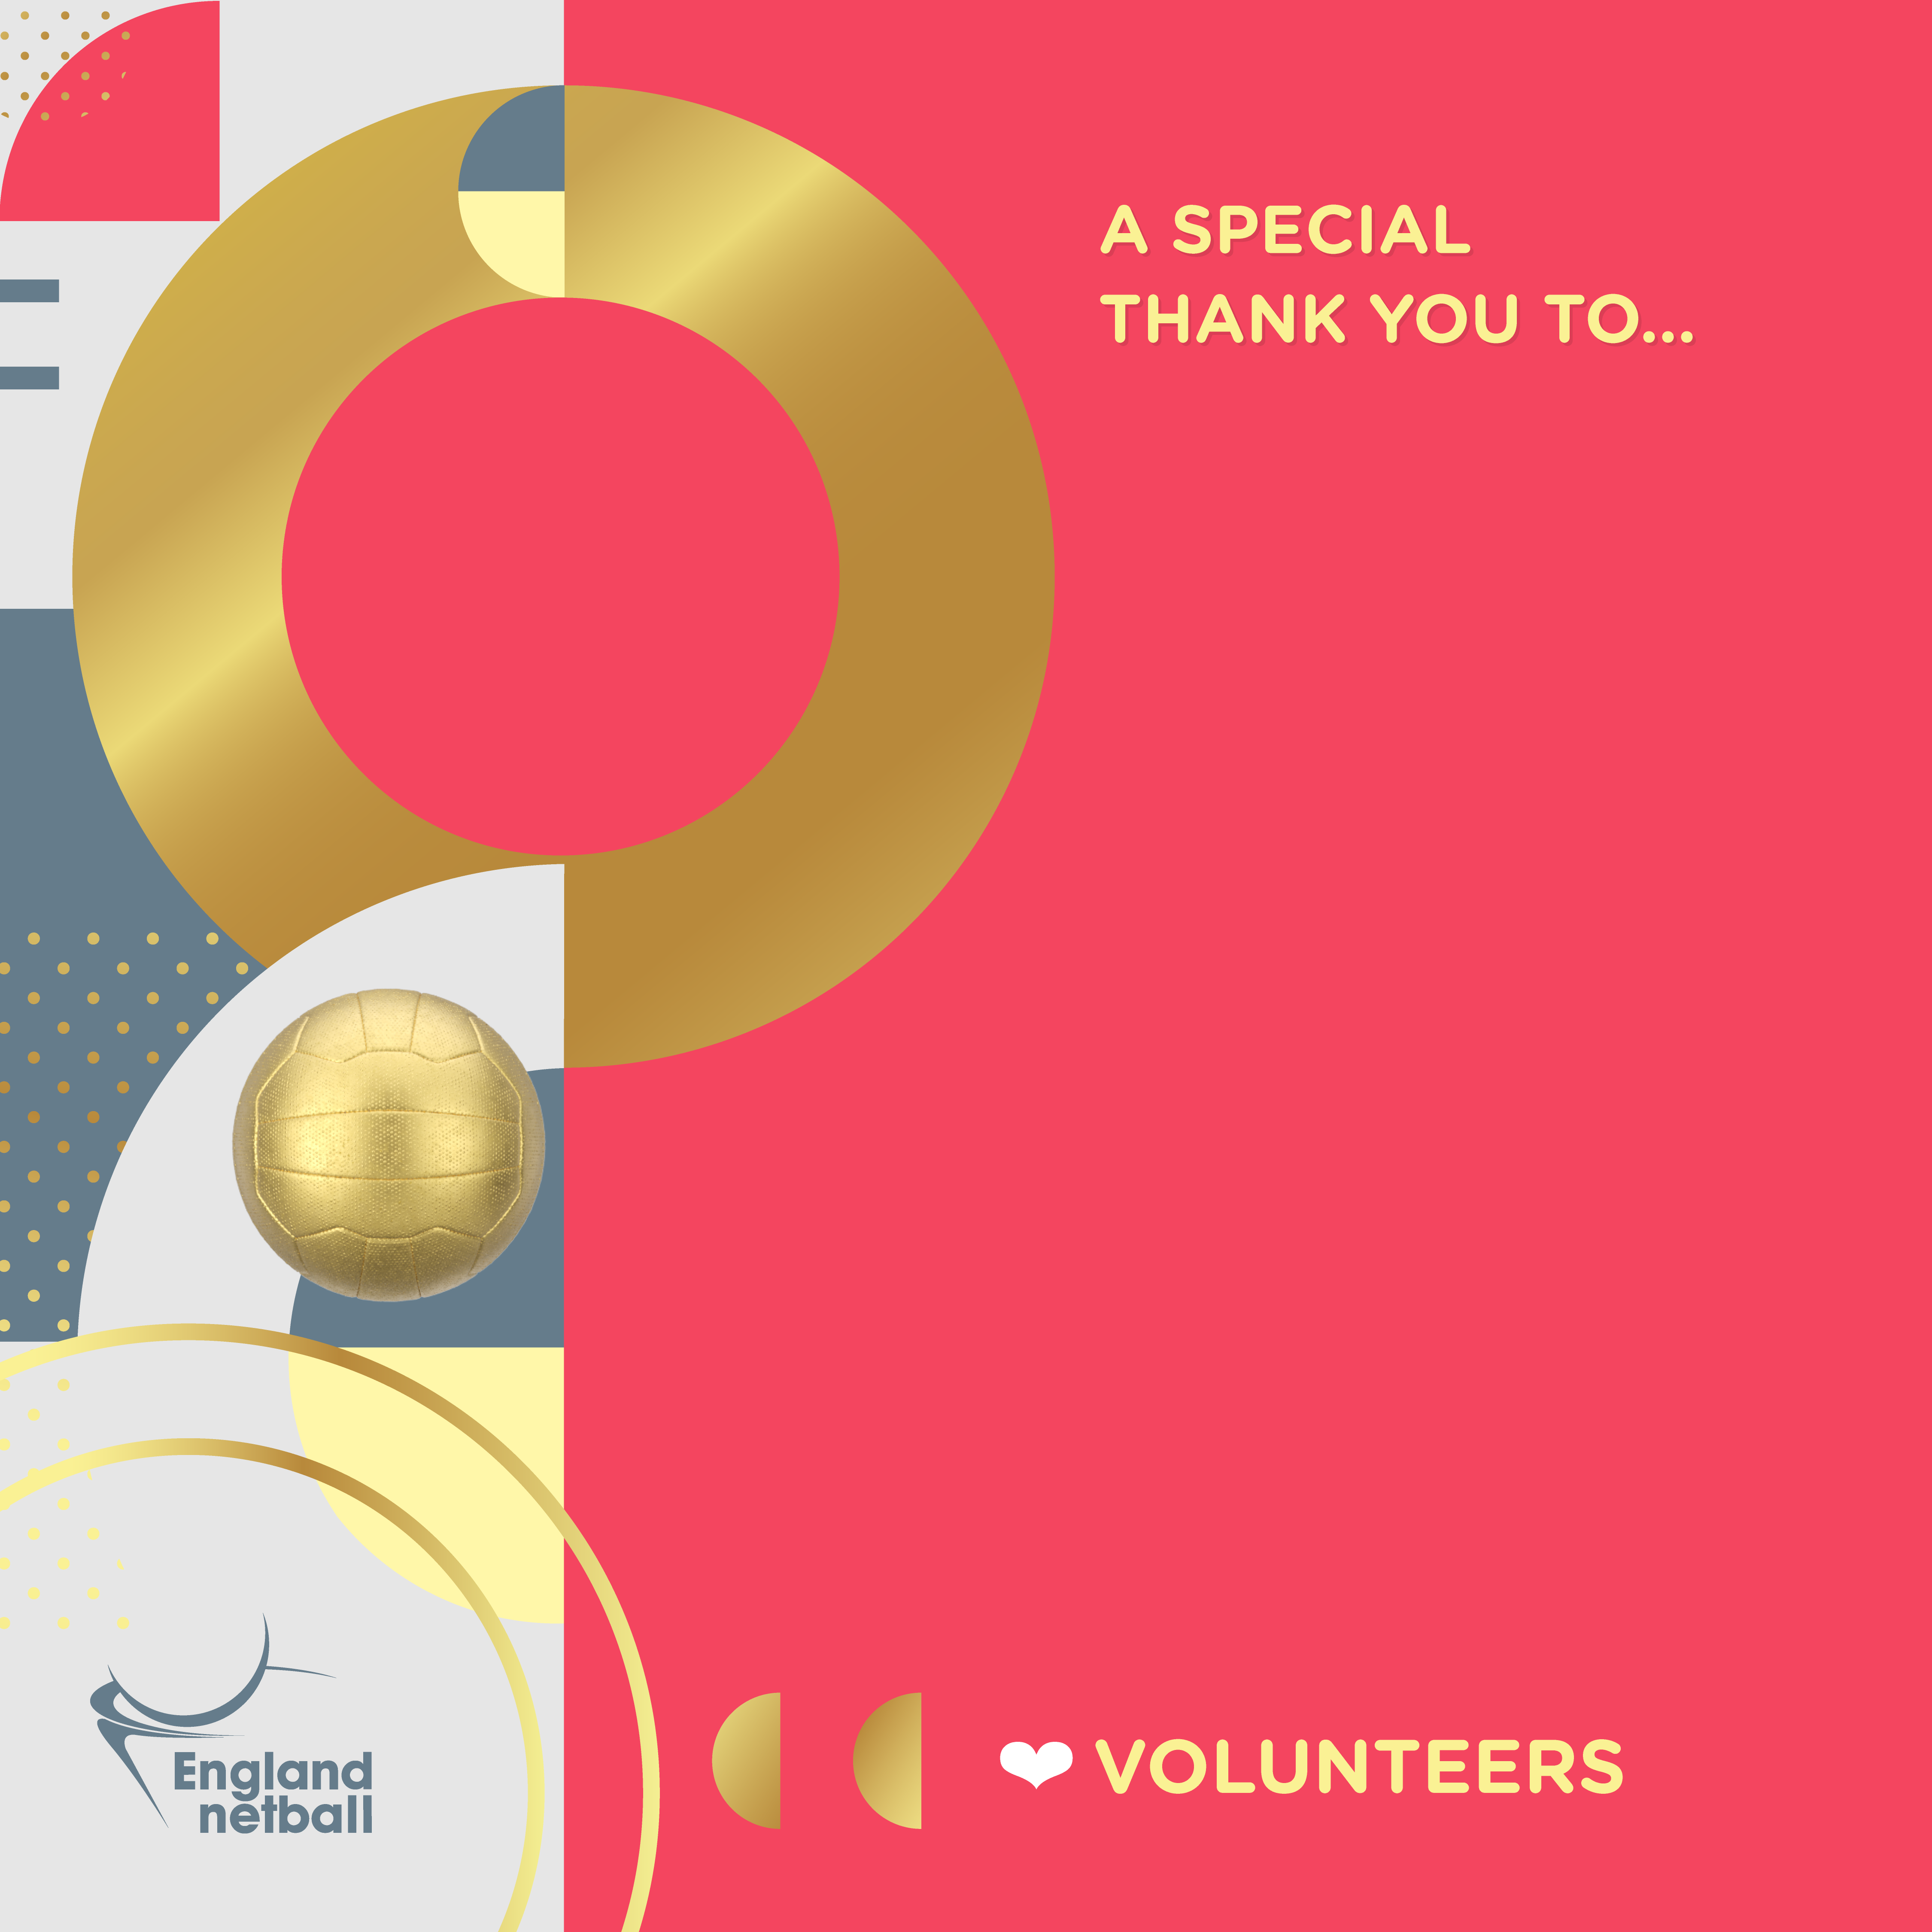 A SPECIAL
THANK YOU TO...
VOLUNTEERS
England
netball